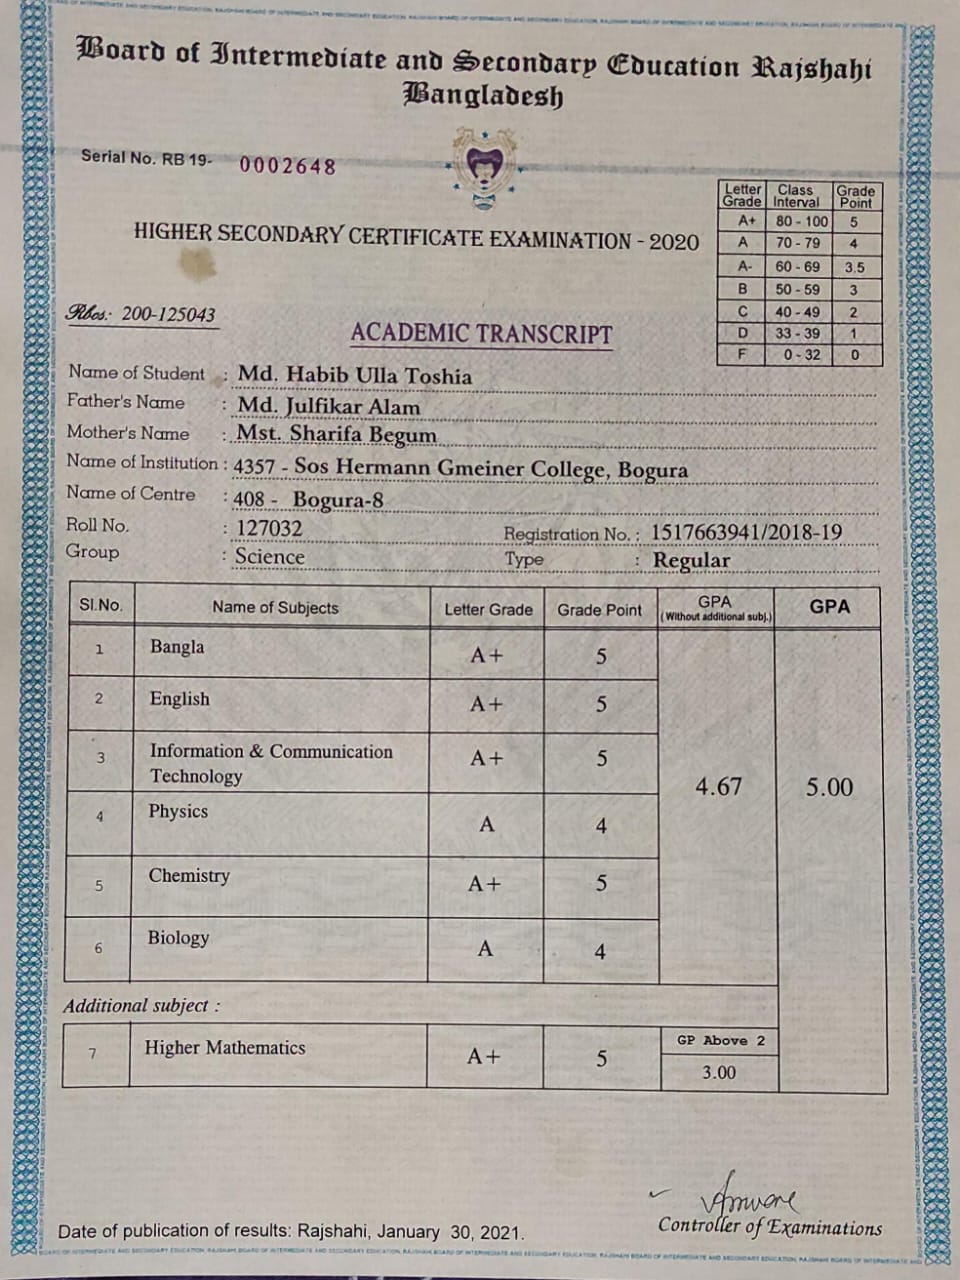 Board of Intermediate and Secondary Education Rajshahi
Bangladesh
Serial No. RB 19- 0002648
HIGHER SECONDARY CERTIFICATE EXAMINATION - 2020
Letter Grade Class Interval Grade Point
A+ 80 - 100 5
A 70 - 79 4
A- 60 - 69 3.5
B 50 - 59 3
C 40 - 49 2
D 33 - 39 1
F 0 - 32 0
Rbos: 200-125043
ACADEMIC TRANSCRIPT
Name of Student : Md. Habib Ulla Toshia
Father's Name : Md. Julfikar Alam
Mother's Name : Mst. Sharifa Begum
Name of Institution : 4357 - Sos Hermann Gmeiner College, Bogura
Name of Centre : 408 - Bogura-8
Roll No. : 127032 Registration No. : 1517663941/2018-19
Group : Science Type : Regular
Sl.No. Name of Subjects Letter Grade Grade Point GPA (Without additional subj.) GPA
1 Bangla A+ 5
2 English A+ 5
3 Information & Communication Technology A+ 5
4.67 5.00
4 Physics A 4
5 Chemistry A+ 5
6 Biology A 4
Additional subject :
7 Higher Mathematics A+ 5 GP Above 2
3.00
Date of publication of results: Rajshahi, January 30, 2021.
Controller of Examinations